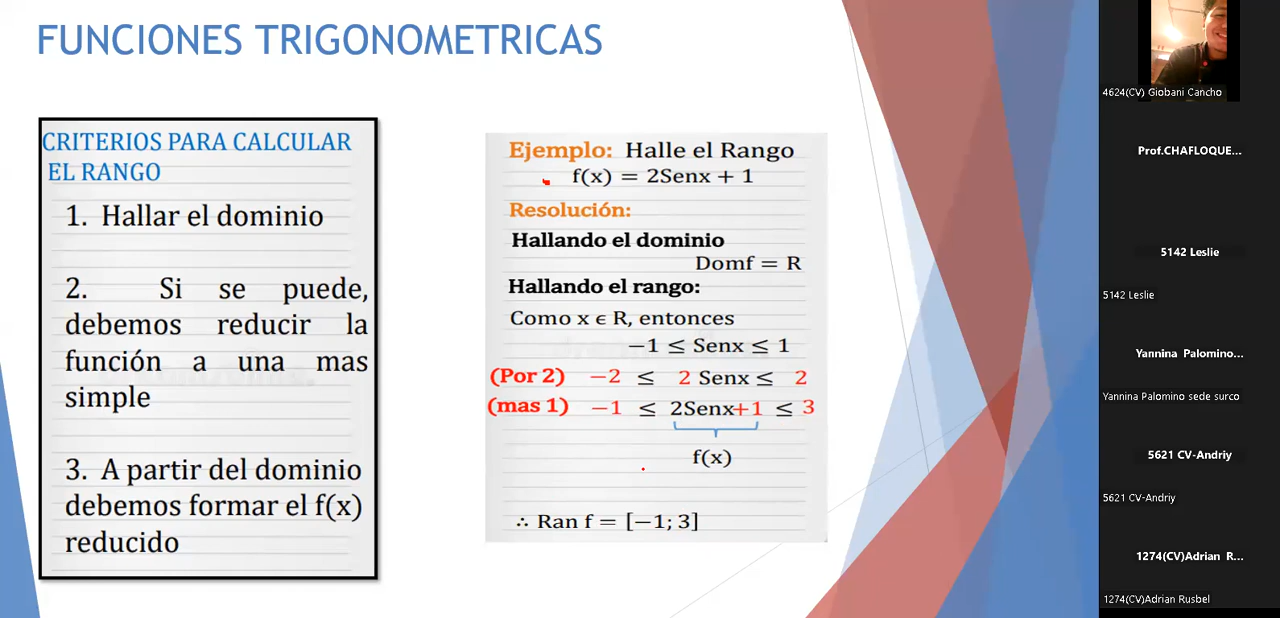 FUNCIONES TRIGONOMETRICAS
CRITERIOS PARA CALCULAR
EL RANGO
1. Hallar el dominio
2. Si se puede,
debemos reducir la
función a una mas
simple
3. A partir del dominio
debemos formar el f(x)
reducido
Ejemplo: Halle el Rango
f(x) = 2Senx + 1
Resolución:
Hallando el dominio
Domf = R
Hallando el rango:
Como x ϵ R, entonces
−1 ≤ Senx ≤ 1
(Por 2) −2 ≤ 2 Senx ≤ 2
(mas 1) −1 ≤ 2Senx+1 ≤ 3
f(x)
∴ Ran f = [−1; 3]
4624(CV) Giobani Cancho
Prof.CHAFLOQUE...
5142 Leslie
5142 Leslie
Yannina Palomino...
Yannina Palomino sede surco
5621 CV-Andriy
5621 CV-Andriy
1274(CV)Adrian R...
1274(CV)Adrian Rusbel